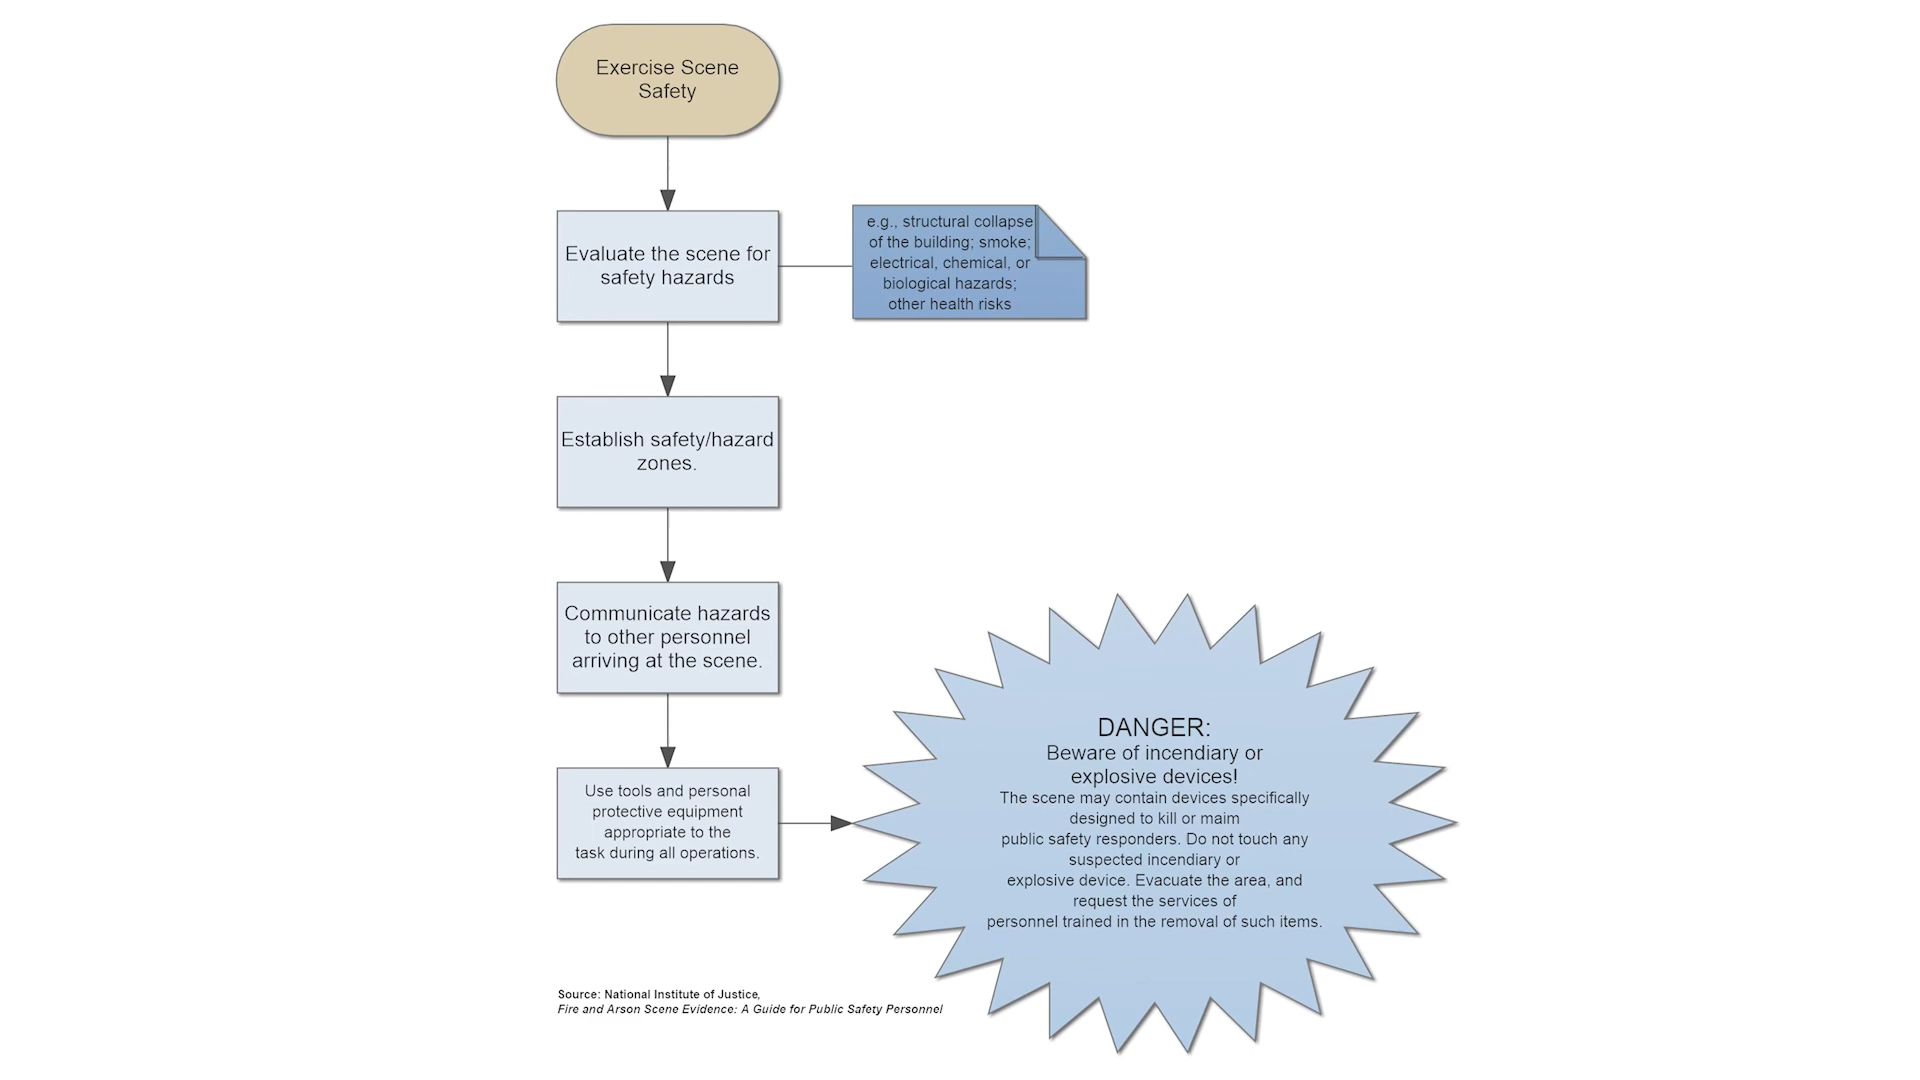 Exercise Scene
Safety
Evaluate the scene for
safety hazards
e.g., structural collapse
of the building; smoke;
electrical, chemical, or
biological hazards;
other health risks
Establish safety/hazard
zones.
Communicate hazards
to other personnel
arriving at the scene.
Use tools and personal
protective equipment
appropriate to the
task during all operations.
DANGER:
Beware of incendiary or
explosive devices!
The scene may contain devices specifically
designed to kill or maim
public safety responders. Do not touch any
suspected incendiary or
explosive device. Evacuate the area, and
request the services of
personnel trained in the removal of such items.
Source: National Institute of Justice,
Fire and Arson Scene Evidence: A Guide for Public Safety Personnel